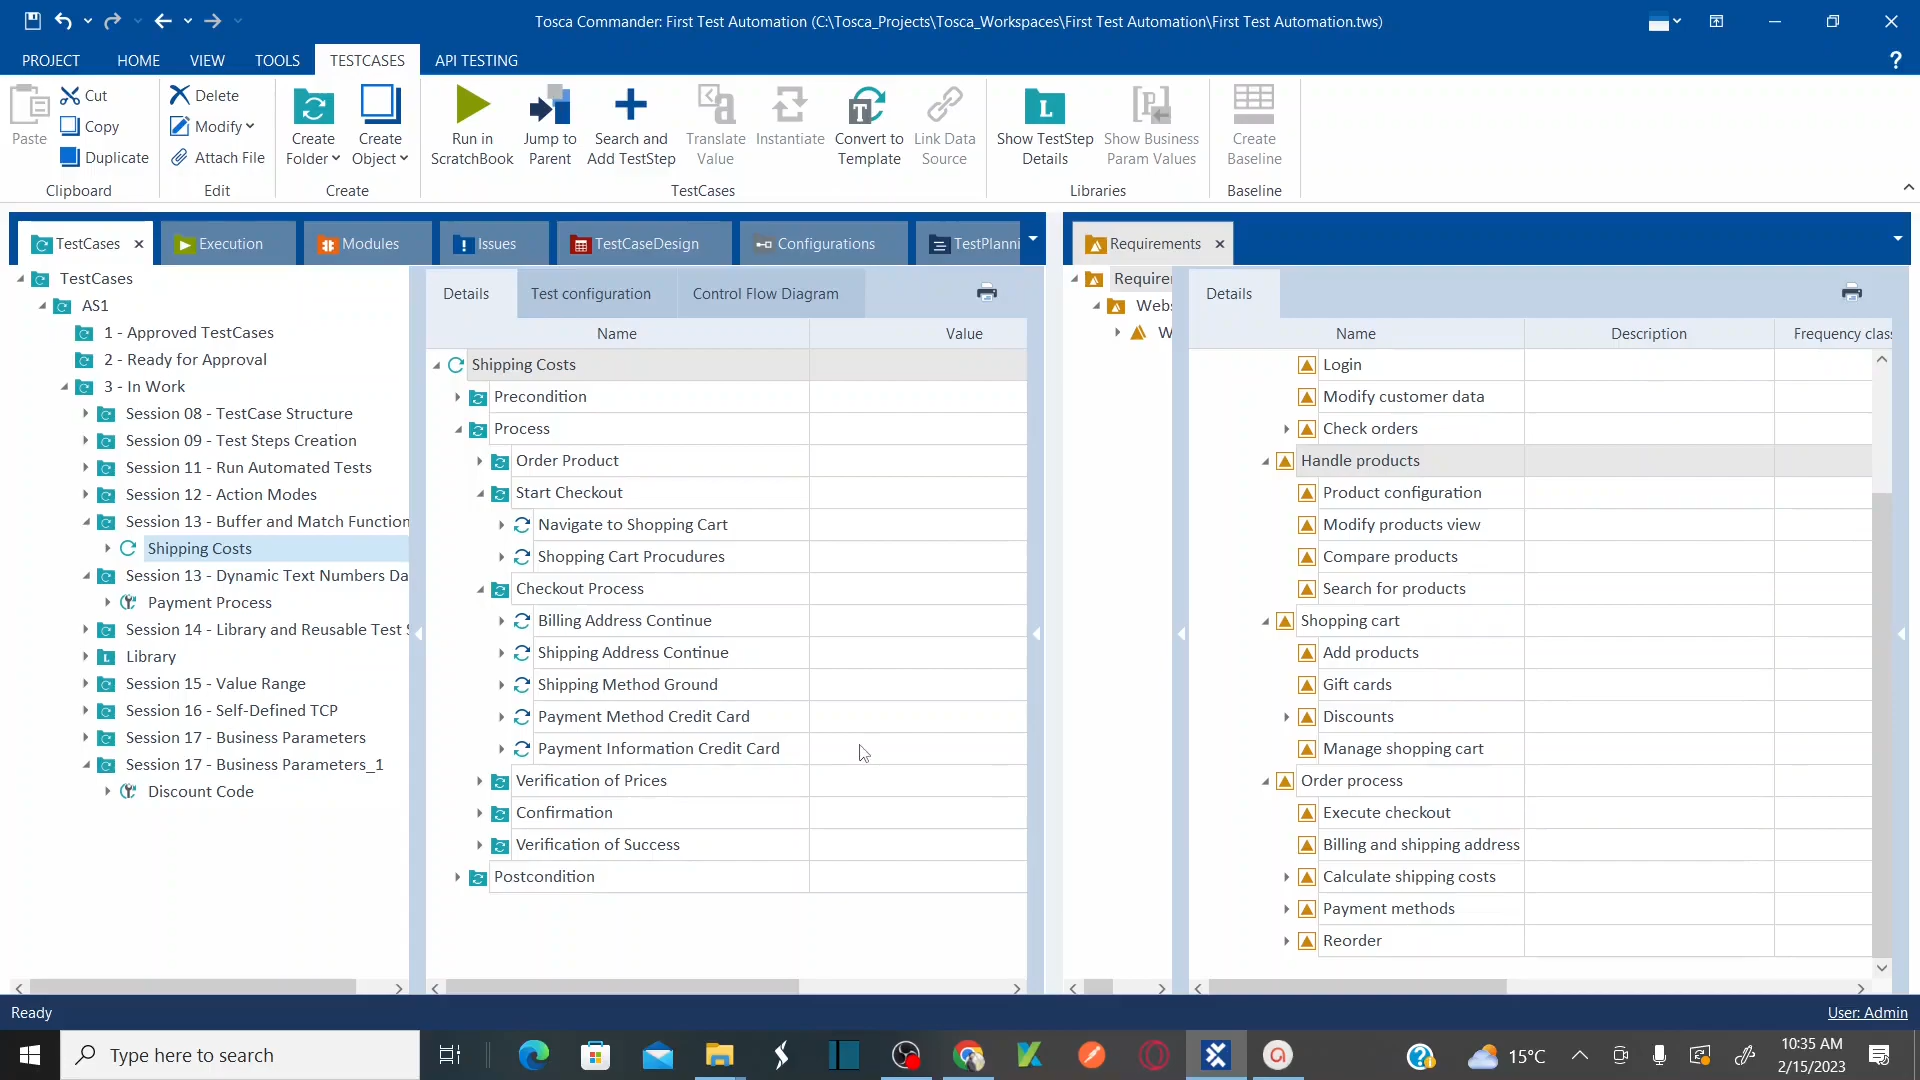 Tosca Commander: First Test Automation (C:\Tosca_Projects\Tosca_Workspaces\First Test Automation\First Test Automation.tws)
PROJECT HOME VIEW TOOLS TESTCASES API TESTING ?
Paste
Cut
Copy
Duplicate
Clipboard
Delete
Modify
Attach File
Edit
Create Folder
Create Object
Create
Run in ScratchBook
Jump to Parent
Search and Add TestStep
Translate Value
Instantiate
Convert to Template
Link Data Source
TestCases
Show TestStep Details
Show Business Param Values
Libraries
Create Baseline
Baseline
TestCases Execution Modules Issues TestCaseDesign Configurations TestPlanni
TestCases
AS1
1 - Approved TestCases
2 - Ready for Approval
3 - In Work
Session 08 - TestCase Structure
Session 09 - Test Steps Creation
Session 11 - Run Automated Tests
Session 12 - Action Modes
Session 13 - Buffer and Match Function
Shipping Costs
Session 13 - Dynamic Text Numbers Da
Payment Process
Session 14 - Library and Reusable Test S
Library
Session 15 - Value Range
Session 16 - Self-Defined TCP
Session 17 - Business Parameters
Session 17 - Business Parameters_1
Discount Code
Details Test configuration Control Flow Diagram
Name Value
Shipping Costs
Precondition
Process
Order Product
Start Checkout
Navigate to Shopping Cart
Shopping Cart Procudures
Checkout Process
Billing Address Continue
Shipping Address Continue
Shipping Method Ground
Payment Method Credit Card
Payment Information Credit Card
Verification of Prices
Confirmation
Verification of Success
Postcondition
Requirements
Requirer
Webs
W
Details
Name Description Frequency clas
Login
Modify customer data
Check orders
Handle products
Product configuration
Modify products view
Compare products
Search for products
Shopping cart
Add products
Gift cards
Discounts
Manage shopping cart
Order process
Execute checkout
Billing and shipping address
Calculate shipping costs
Payment methods
Reorder
Ready User: Admin
Type here to search
15°C
10:35 AM
2/15/2023